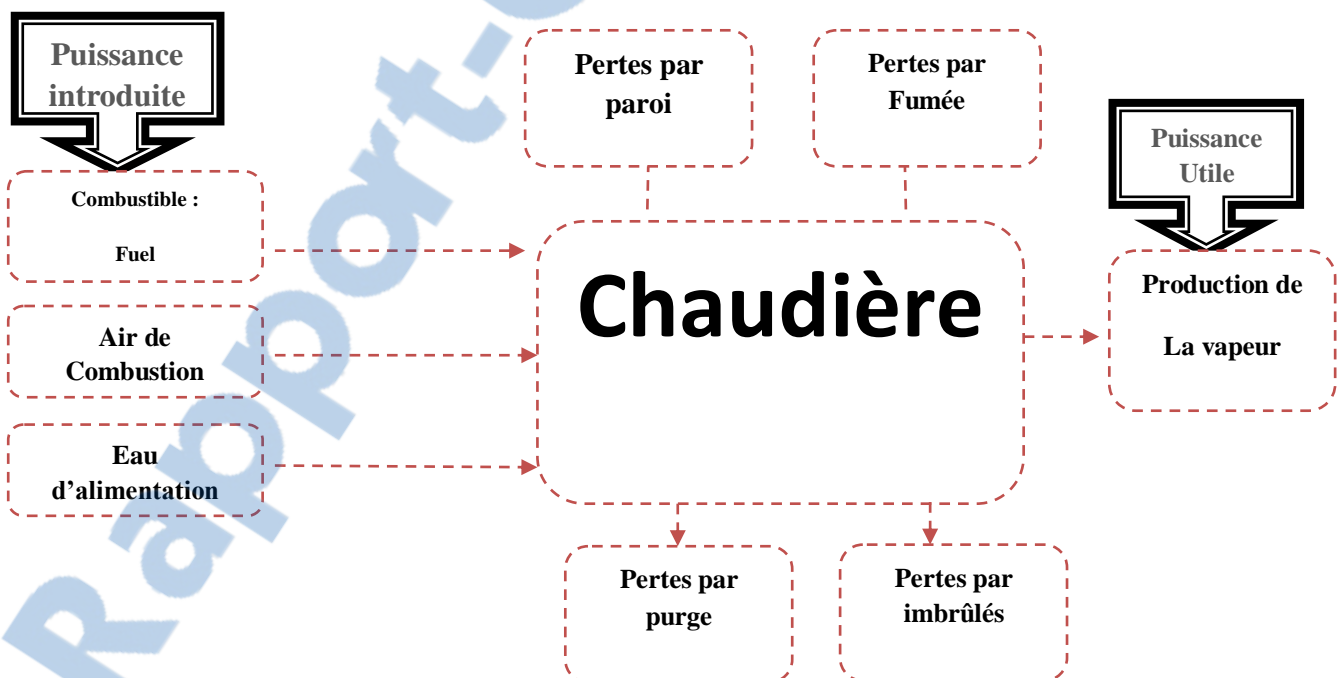 Puissance
introduite
Combustible :
Fuel
Air de
Combustion
Eau
d’alimentation
Pertes par
paroi
Pertes par
Fumée
Chaudière
Pertes par
purge
Pertes par
imbrûlés
Puissance
Utile
Production de
La vapeur
Rapport-